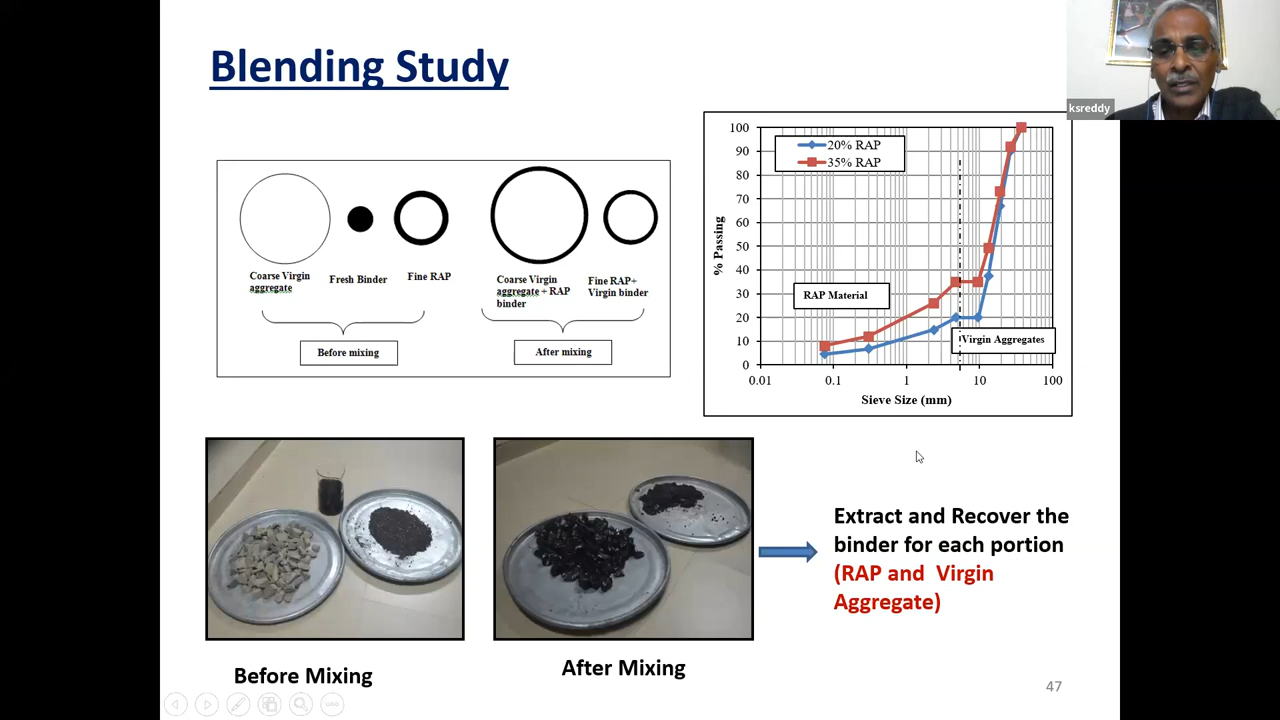 Blending Study
ksreddy
Coarse Virgin
aggregate
Fresh Binder
Fine RAP
Coarse Virgin
aggregate + RAP
binder
Fine RAP+
Virgin binder
Before mixing
After mixing
20% RAP
35% RAP
% Passing
100
90
80
70
60
50
40
30
20
10
0
RAP Material
Virgin Aggregates
0.01 0.1 1 10 100
Sieve Size (mm)
Extract and Recover the
binder for each portion
(RAP and Virgin
Aggregate)
Before Mixing
After Mixing
47